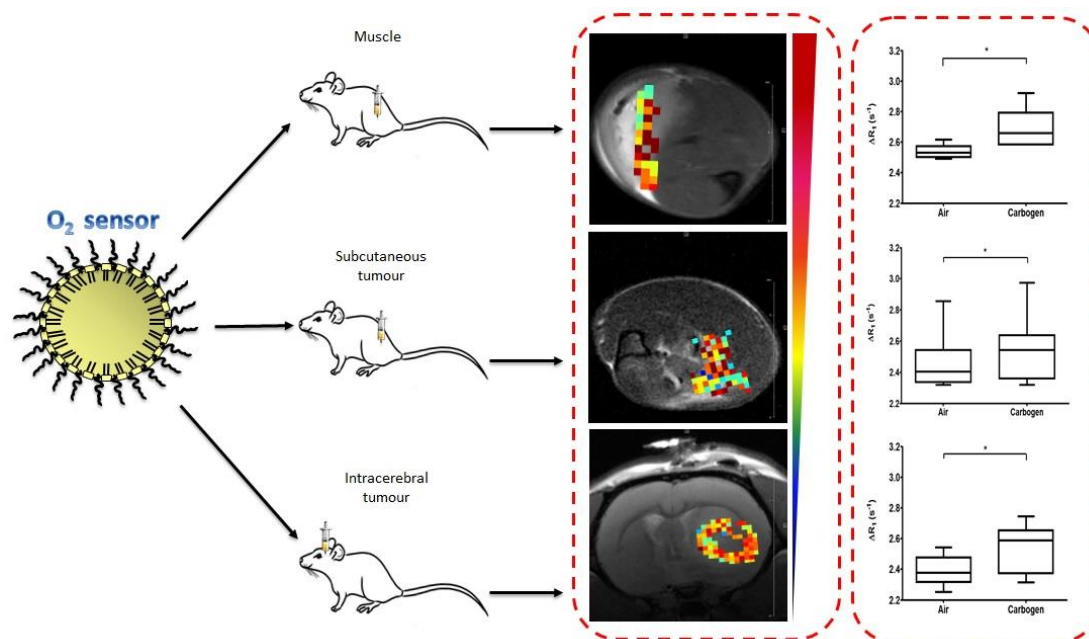 Muscle
O₂ sensor
Subcutaneous
tumour
Intracerebral
tumour
3.2
3.0
2.8
2.6
2.4
2.2
ΔR₁ (s⁻¹)
*
Air
Carbogen
3.2
3.0
2.8
2.6
2.4
2.2
ΔR₁ (s⁻¹)
*
Air
Carbogen
3.2
3.0
2.8
2.6
2.4
2.2
ΔR₁ (s⁻¹)
*
Air
Carbogen